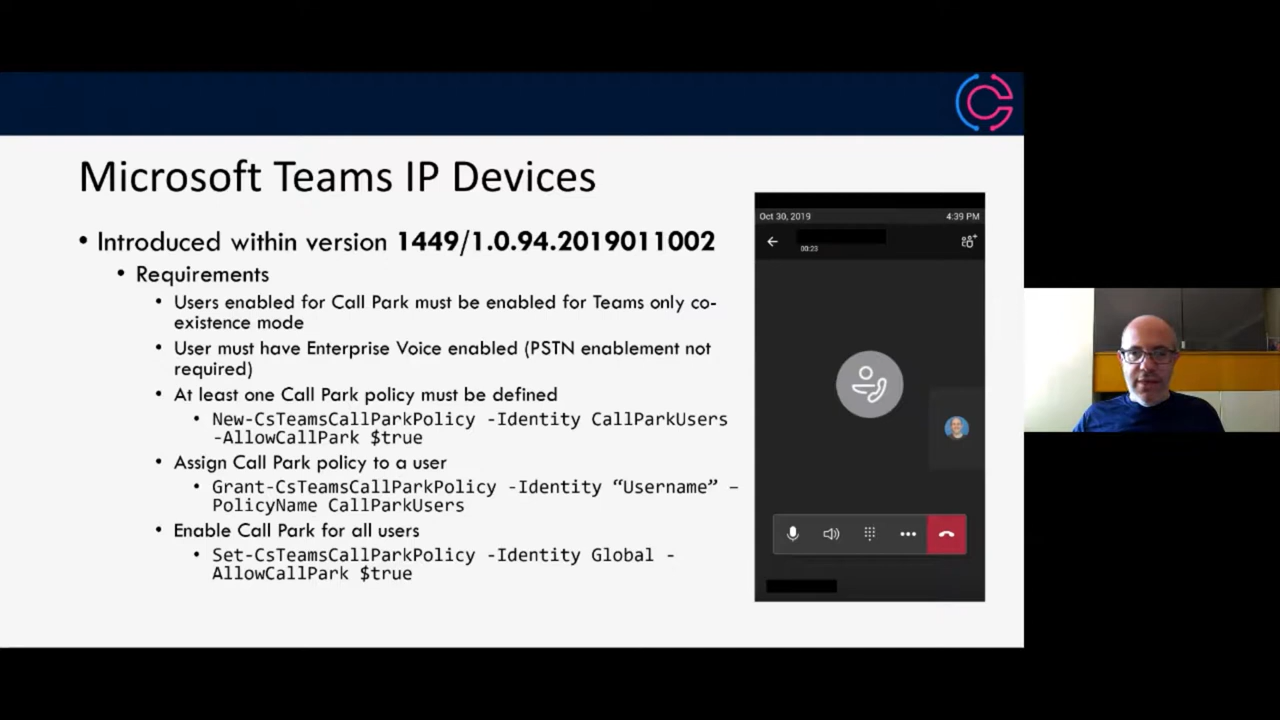 Microsoft Teams IP Devices
• Introduced within version 1449/1.0.94.2019011002
• Requirements
• Users enabled for Call Park must be enabled for Teams only co-
existence mode
• User must have Enterprise Voice enabled (PSTN enablement not
required)
• At least one Call Park policy must be defined
• New-CsTeamsCallParkPolicy -Identity CallParkUsers
-AllowCallPark $true
• Assign Call Park policy to a user
• Grant-CsTeamsCallParkPolicy -Identity “Username” –
PolicyName CallParkUsers
• Enable Call Park for all users
• Set-CsTeamsCallParkPolicy -Identity Global -
AllowCallPark $true
Oct 30, 2019 4:39 PM
00:23